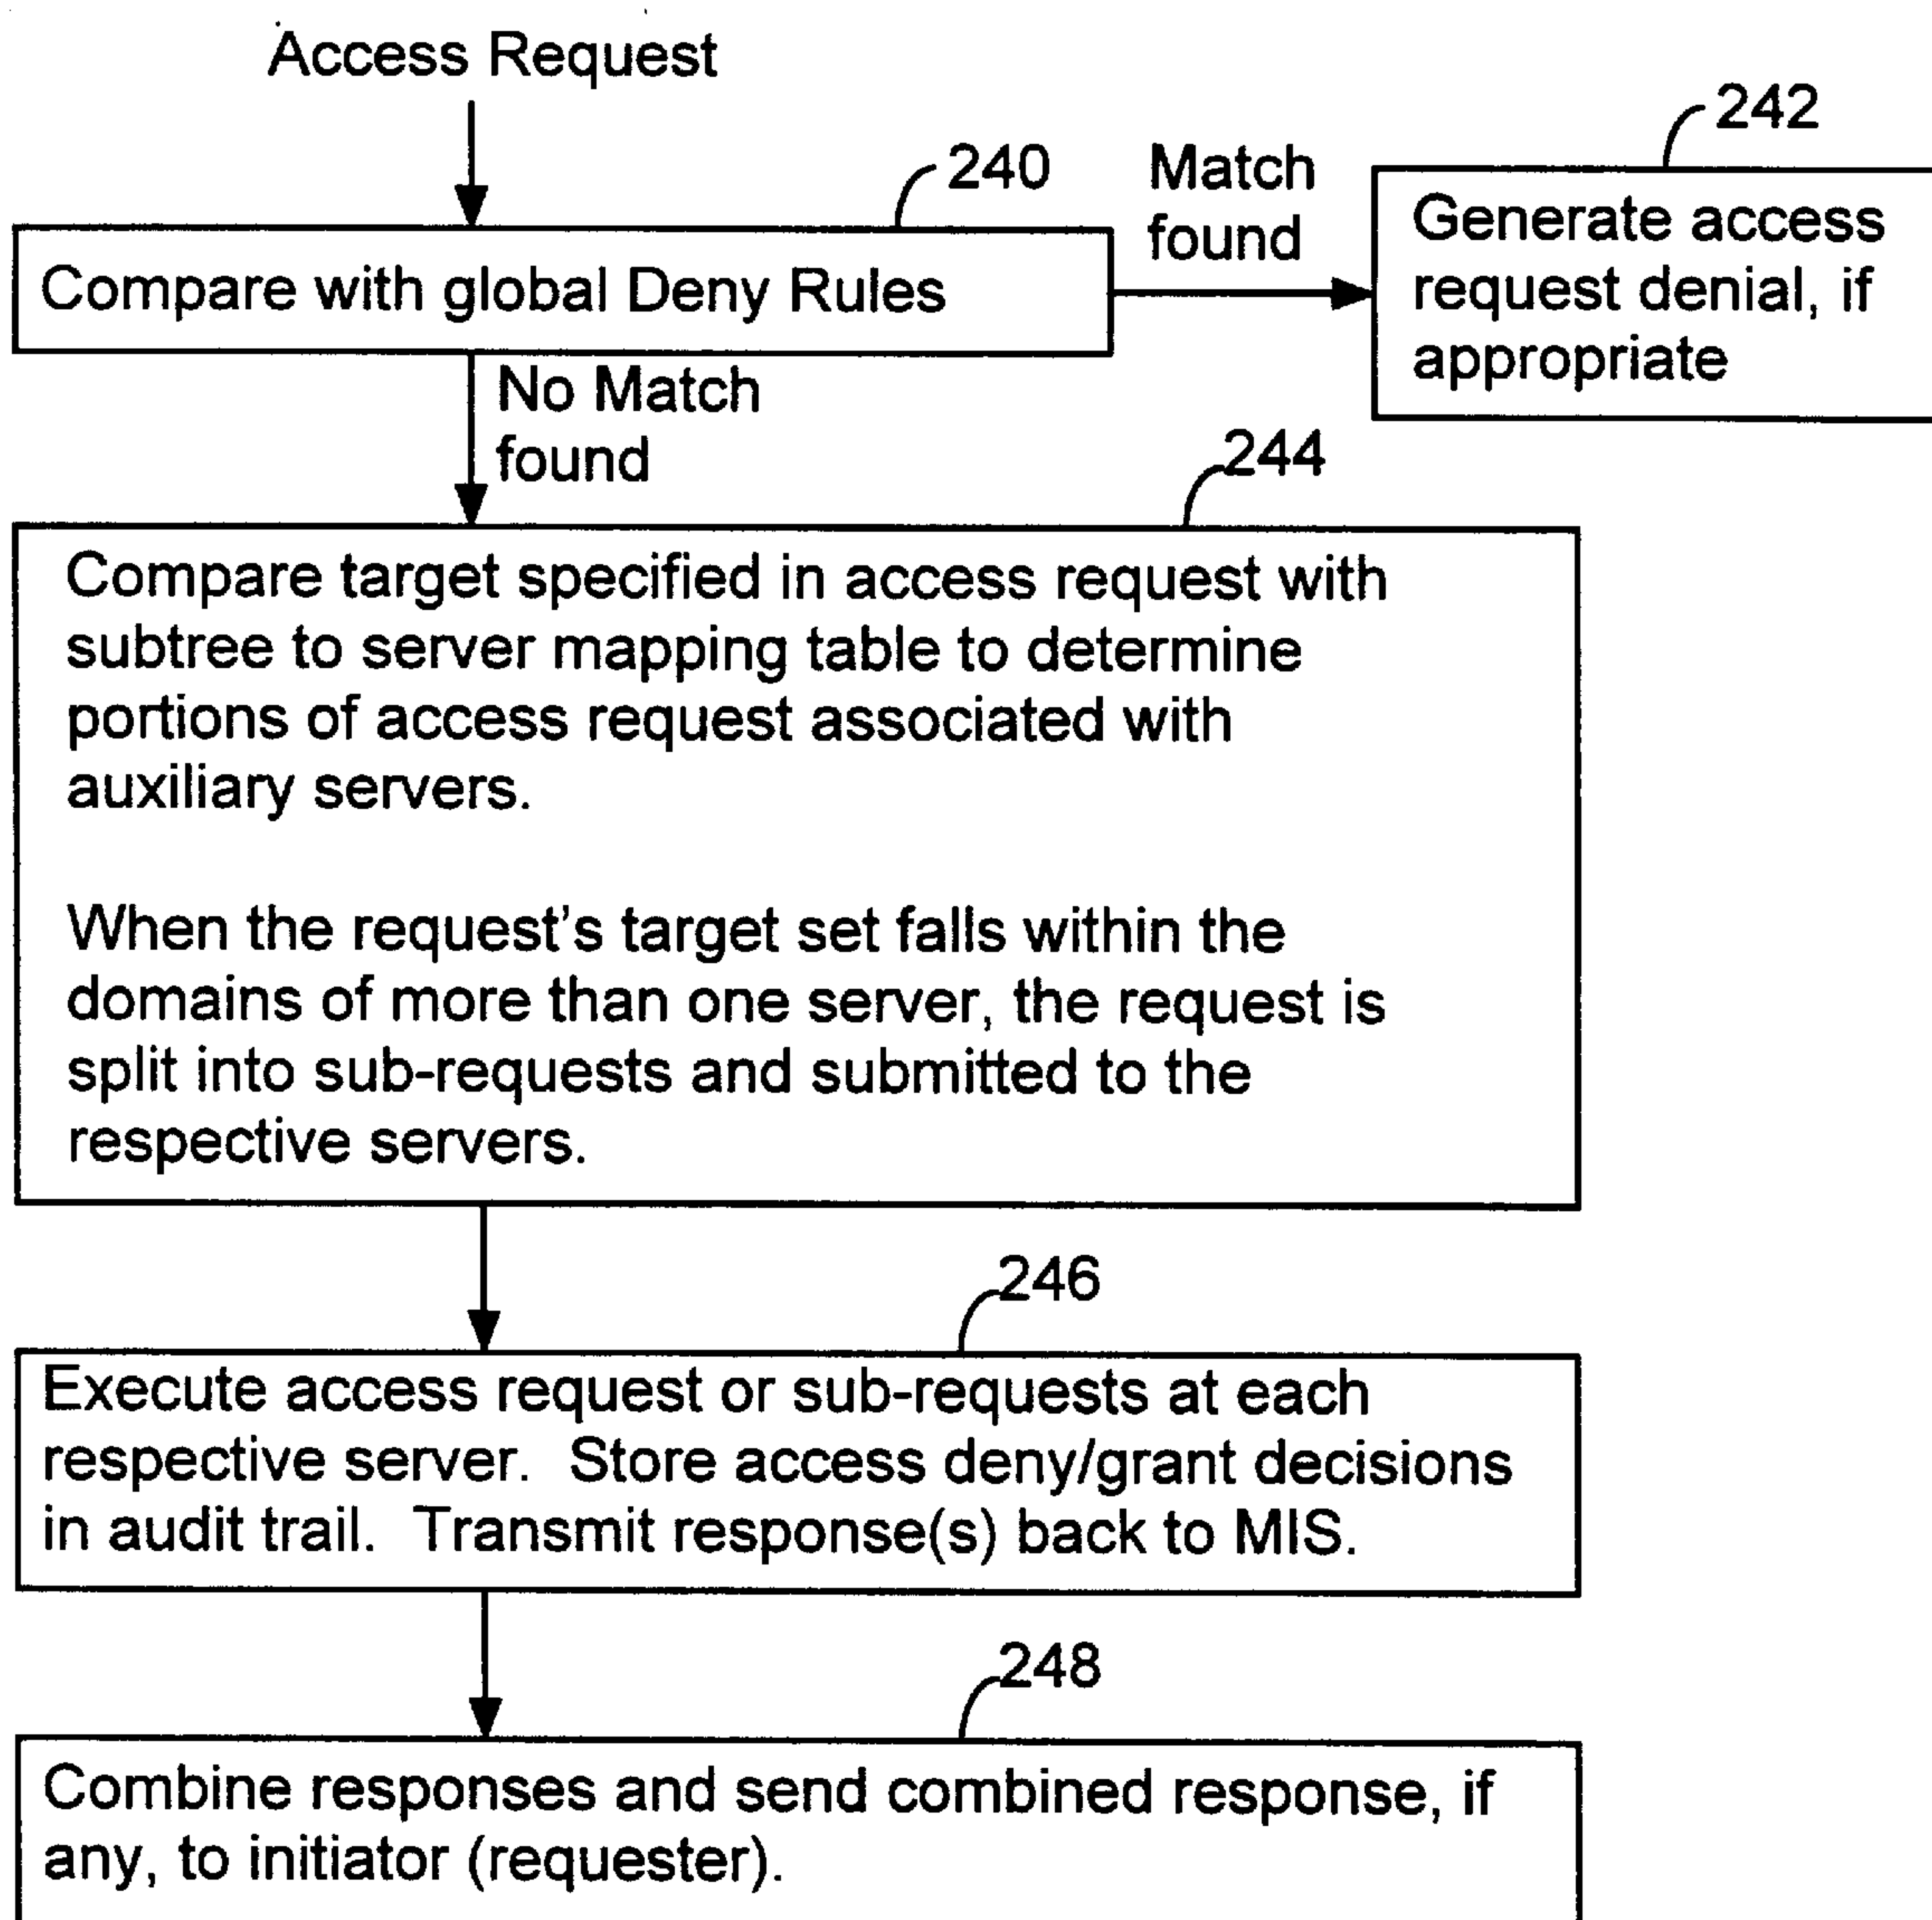 Access Request
240
Match
found
242
Compare with global Deny Rules
Generate access
request denial, if
appropriate
No Match
found
244
Compare target specified in access request with
subtree to server mapping table to determine
portions of access request associated with
auxiliary servers.
When the request's target set falls within the
domains of more than one server, the request is
split into sub-requests and submitted to the
respective servers.
246
Execute access request or sub-requests at each
respective server.  Store access deny/grant decisions
in audit trail.  Transmit response(s) back to MIS.
248
Combine responses and send combined response, if
any, to initiator (requester).